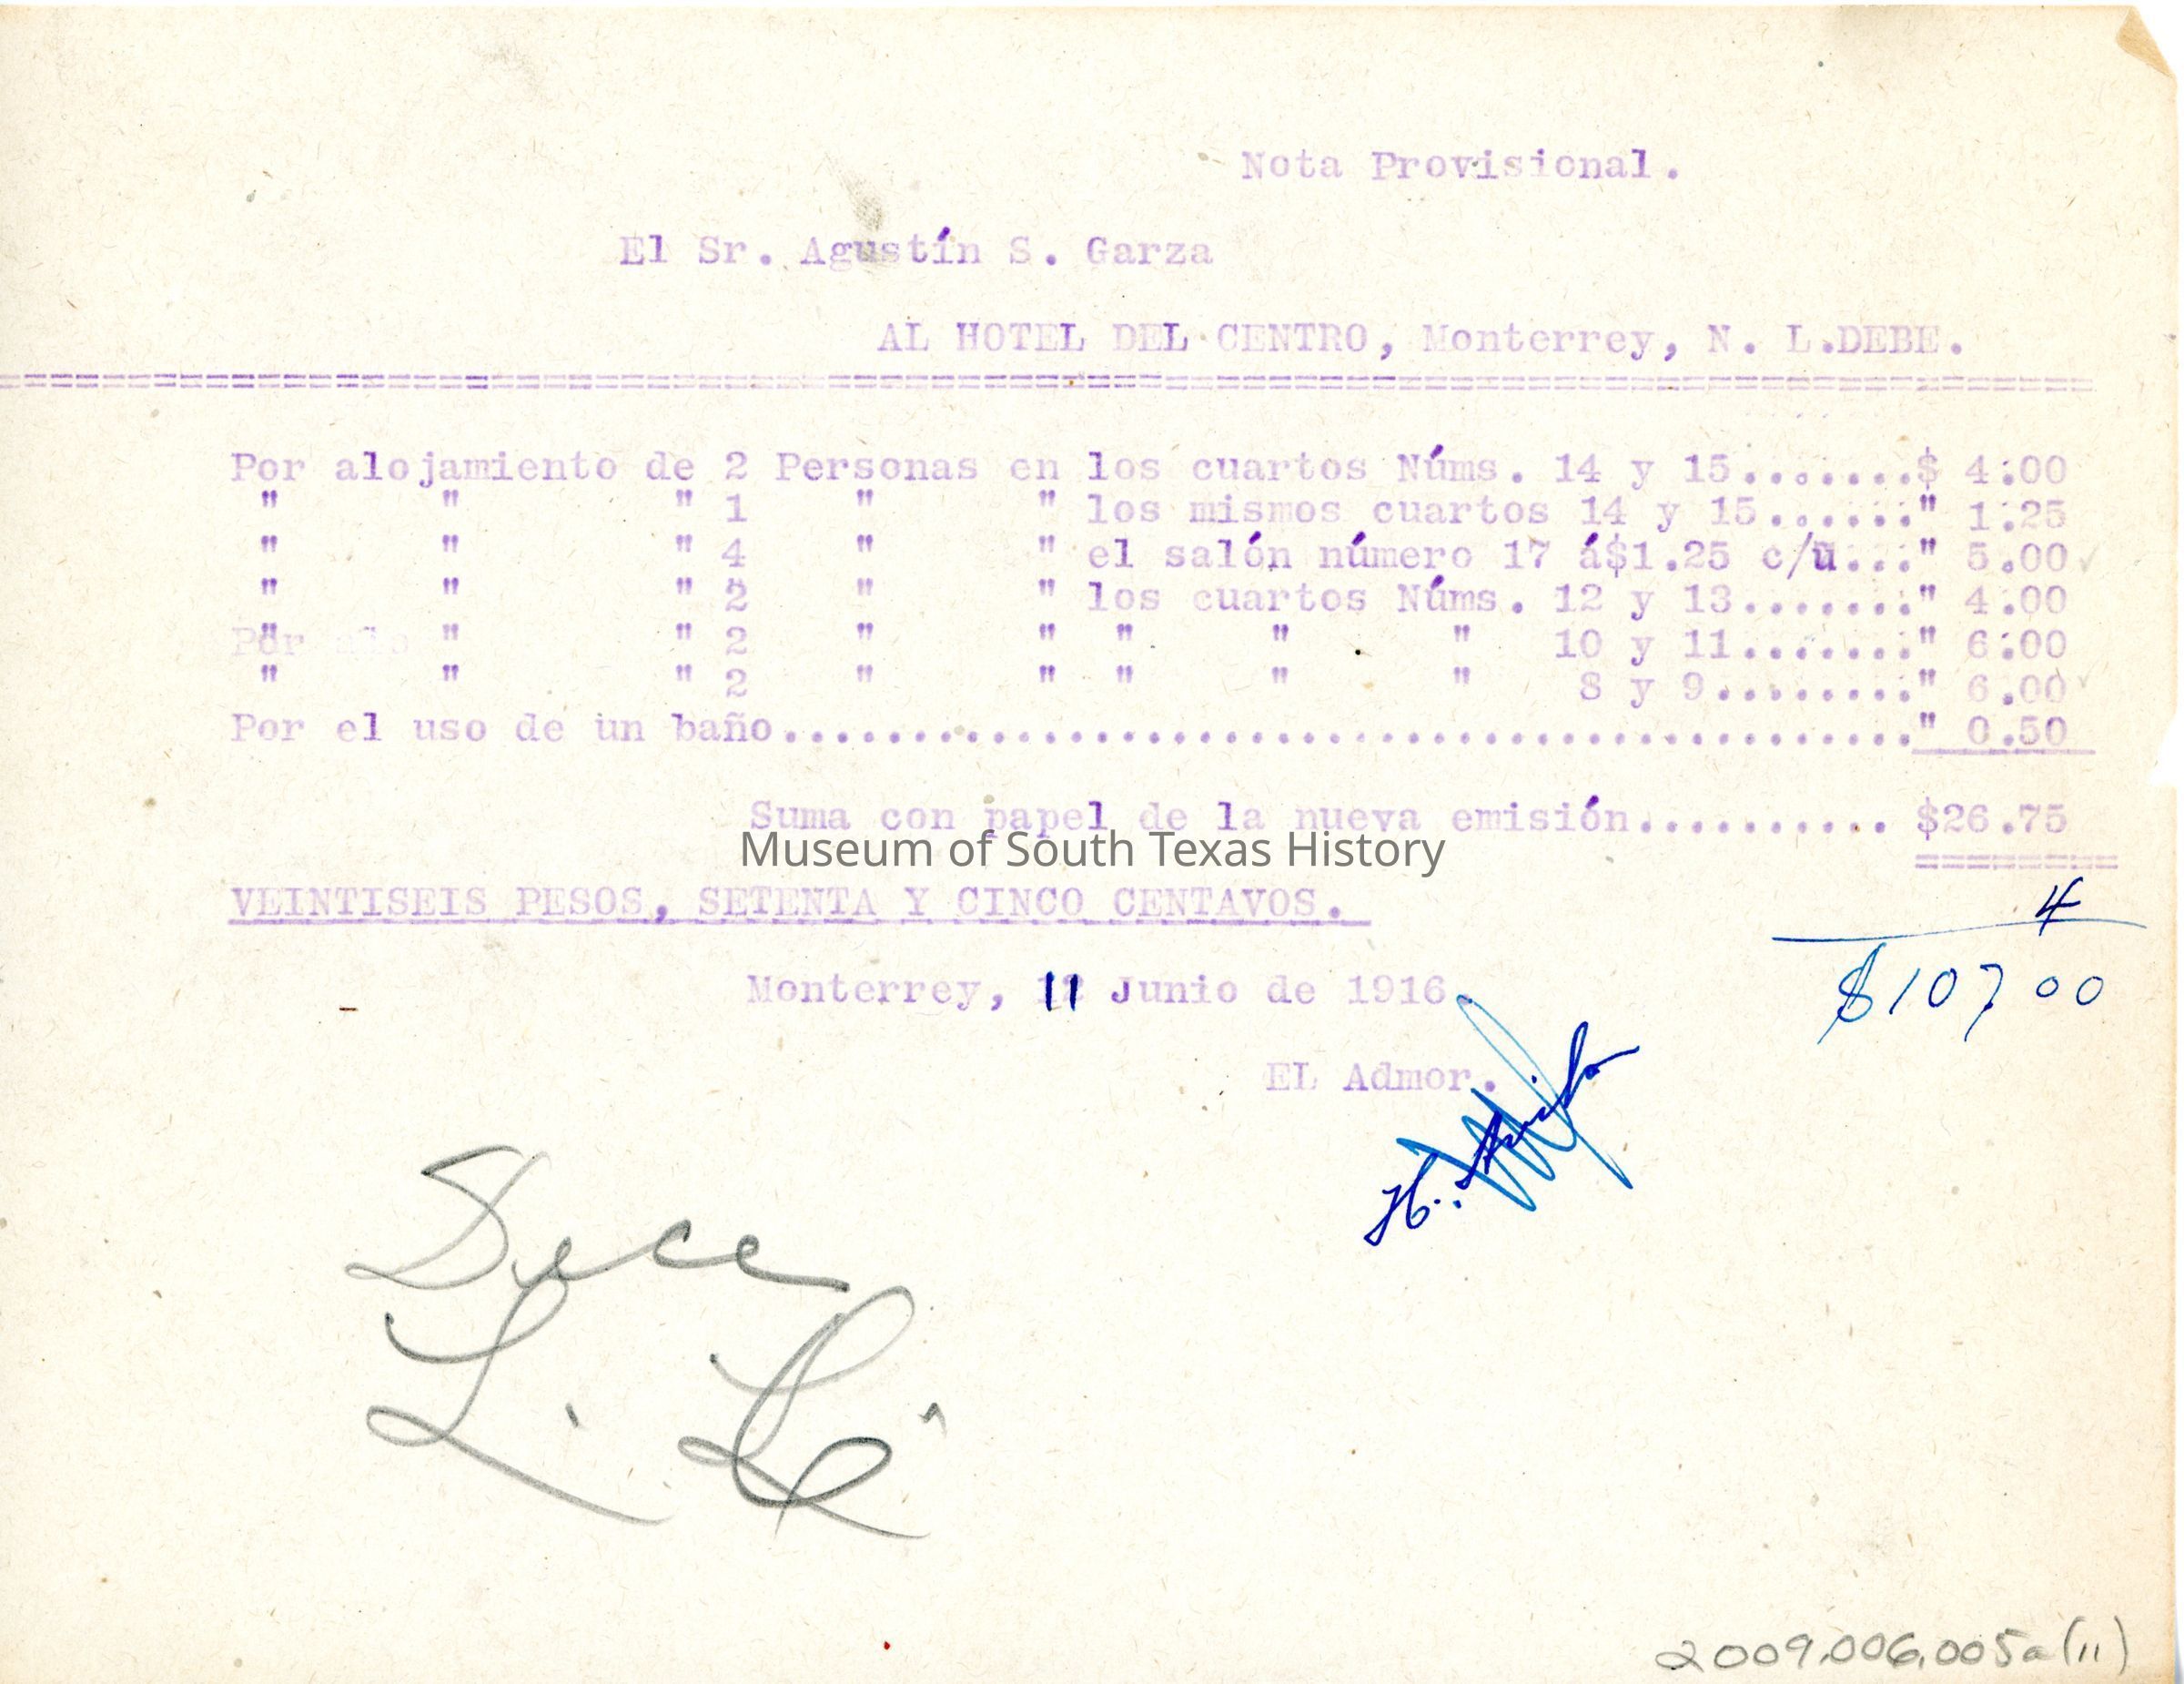 Nota Provisional.
El Sr. Agustín S. Garza
AL HOTEL DEL CENTRO, Monterrey, N. L.DEBE.
================================================================================
Por alojamiento de 2 Personas en los cuartos Núms. 14 y 15.......$ 4.00
" " " 1 " " los mismos cuartos 14 y 15......" 1.25
" " " 4 " " el salón número 17 á$1.25 c/u..." 5.00
" " " 2 " " los cuartos Núms. 12 y 13......." 4.00
" " " 2 " " " " " 10 y 11......." 6.00
" " " 2 " " " " " 8 y 9........" 6.00
Por el uso de un baño............................................" 0.50
Suma con papel de la nueva emisión.......... $26.75
Museum of South Texas History
========
VEINTISEIS PESOS, SETENTA Y CINCO CENTAVOS.
4
$107 00
Monterrey, 11 Junio de 1916.
EL Admor.
H.
2009.006.005a(11)